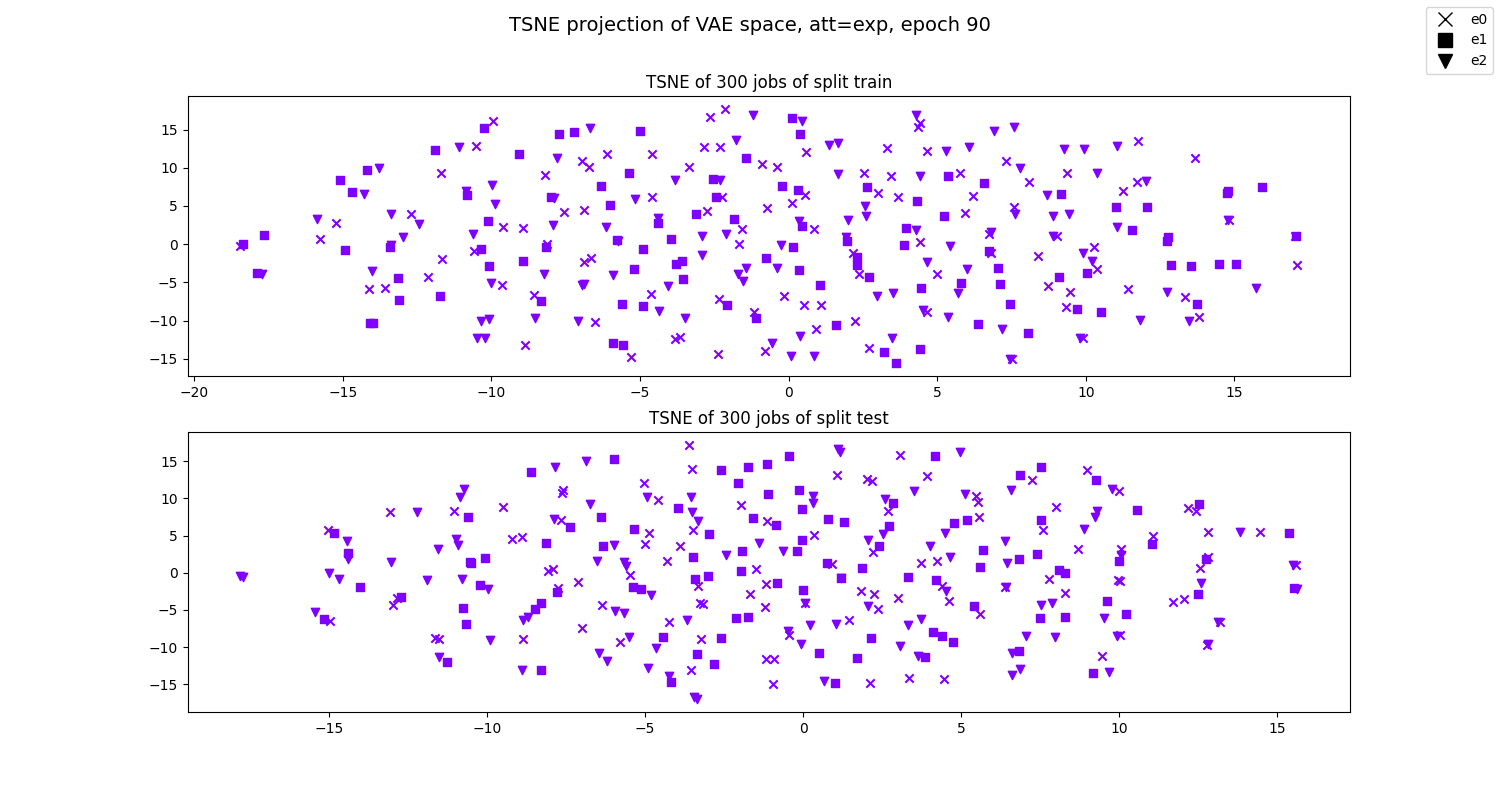 TSNE projection of VAE space, att=exp, epoch 90
e0
e1
e2
TSNE of 300 jobs of split train
15
10
5
0
−5
−10
−15
−20 −15 −10 −5 0 5 10 15
TSNE of 300 jobs of split test
15
10
5
0
−5
−10
−15
−15 −10 −5 0 5 10 15